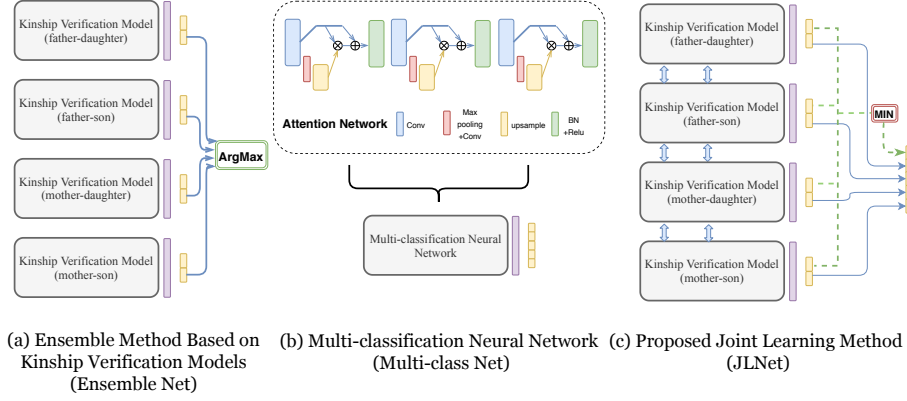 Kinship Verification Model
(father-daughter)
Kinship Verification Model
(father-son)
Kinship Verification Model
(mother-daughter)
Kinship Verification Model
(mother-son)
ArgMax
(a) Ensemble Method Based on
Kinship Verification Models
(Ensemble Net)
Attention Network
Conv
Max
pooling
+Conv
upsample
BN
+Relu
Multi-classification Neural
Network
(b) Multi-classification Neural Network
(Multi-class Net)
Kinship Verification Model
(father-daughter)
Kinship Verification Model
(father-son)
Kinship Verification Model
(mother-daughter)
Kinship Verification Model
(mother-son)
MIN
(c) Proposed Joint Learning Method
(JLNet)